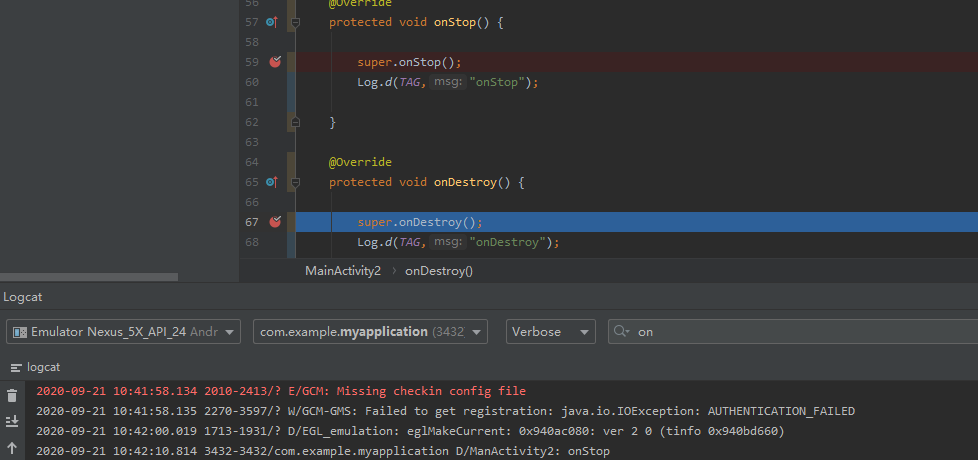 56 @Override
57 protected void onStop() {
58
59 super.onStop();
60 Log.d(TAG, msg: "onStop");
61
62 }
63
64 @Override
65 protected void onDestroy() {
66
67 super.onDestroy();
68 Log.d(TAG, msg: "onDestroy");
MainActivity2 › onDestroy()
Logcat
Emulator Nexus_5X_API_24 Andr com.example.myapplication (3432) Verbose on
logcat
2020-09-21 10:41:58.134 2010-2413/? E/GCM: Missing checkin config file
2020-09-21 10:41:58.135 2270-3597/? W/GCM-GMS: Failed to get registration: java.io.IOException: AUTHENTICATION_FAILED
2020-09-21 10:42:00.019 1713-1931/? D/EGL_emulation: eglMakeCurrent: 0x940ac080: ver 2 0 (tinfo 0x940bd660)
2020-09-21 10:42:10.814 3432-3432/com.example.myapplication D/ManActivity2: onStop